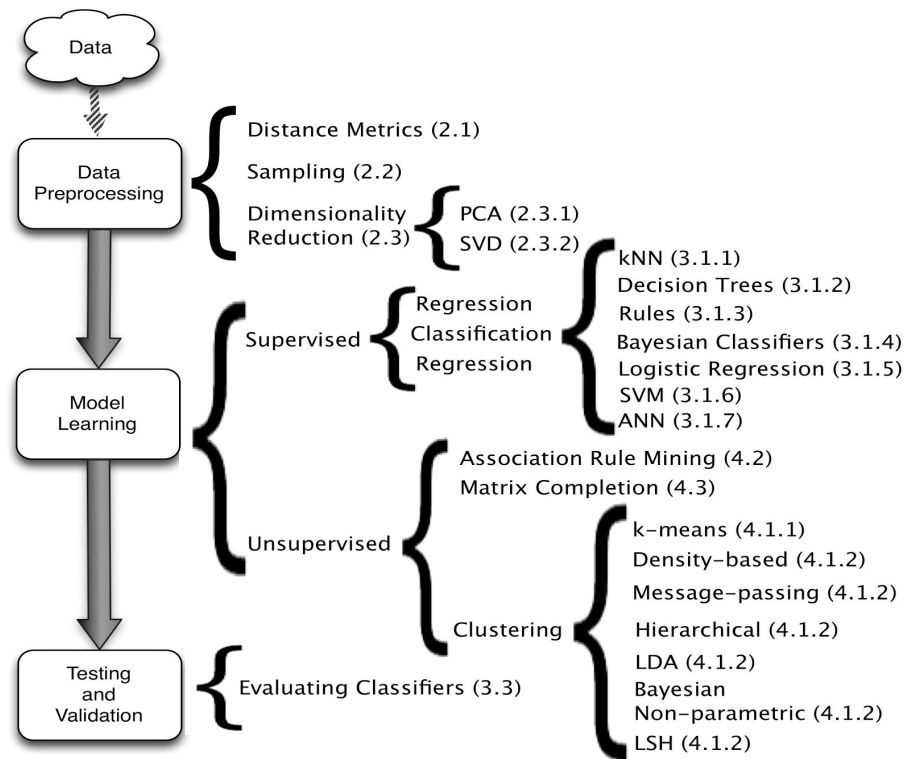 Data
Data
Preprocessing
Distance Metrics (2.1)
Sampling (2.2)
Dimensionality
Reduction (2.3)
PCA (2.3.1)
SVD (2.3.2)
Model
Learning
Supervised
Regression
Classification
Regression
kNN (3.1.1)
Decision Trees (3.1.2)
Rules (3.1.3)
Bayesian Classifiers (3.1.4)
Logistic Regression (3.1.5)
SVM (3.1.6)
ANN (3.1.7)
Unsupervised
Association Rule Mining (4.2)
Matrix Completion (4.3)
Clustering
k-means (4.1.1)
Density-based (4.1.2)
Message-passing (4.1.2)
Hierarchical (4.1.2)
LDA (4.1.2)
Bayesian
Non-parametric (4.1.2)
LSH (4.1.2)
Testing
and
Validation
Evaluating Classifiers (3.3)